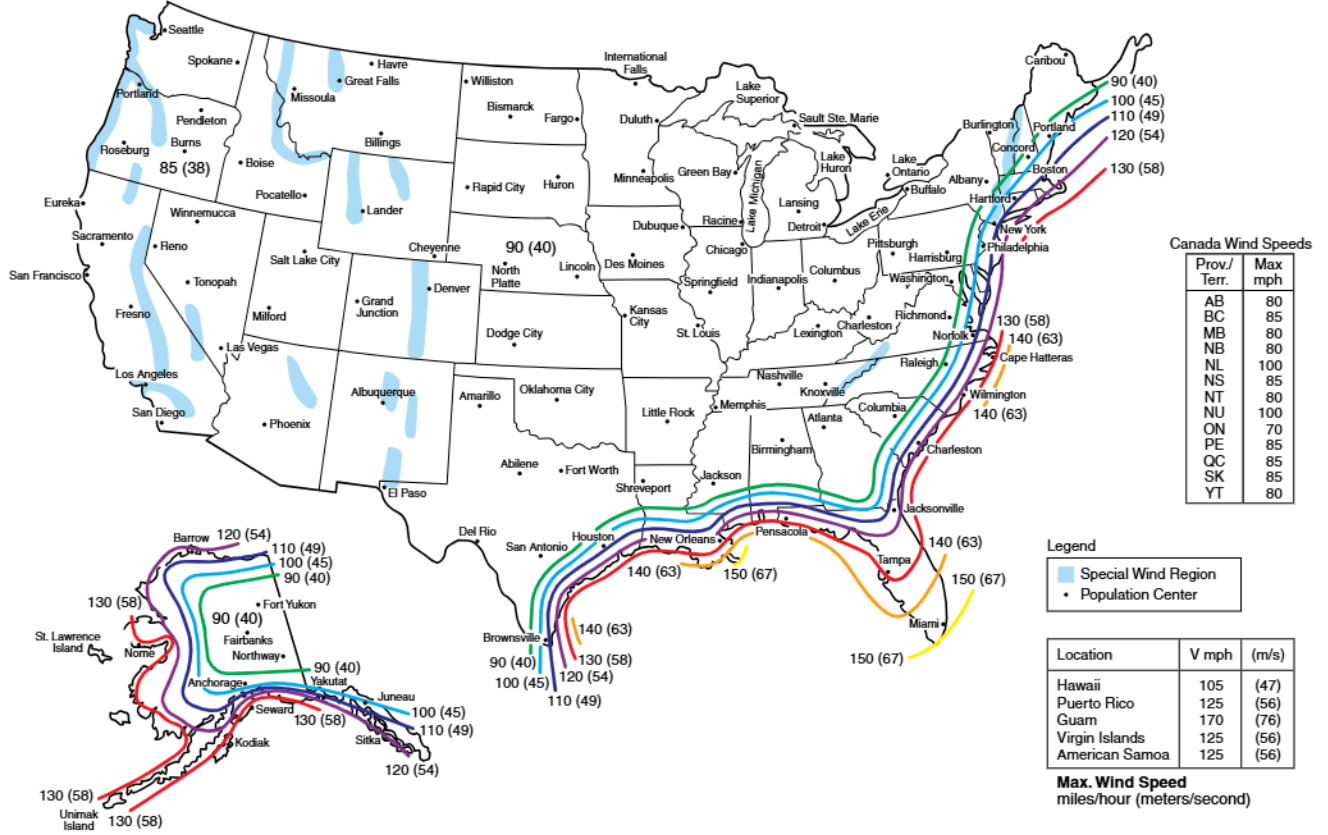 Seattle
Spokane
Havre
Great Falls
Missoula
Portland
Pendleton
Burns
Roseburg
85 (38)
Boise
Pocatello
Billings
Lander
Williston
Bismarck
Fargo
Rapid City
Huron
International
Falls
Duluth
Minneapolis
Lake
Superior
Sault Ste. Marie
Green Bay
Lake Michigan
Lake
Huron
Lake
Ontario
Buffalo
Lake Erie
Lansing
Detroit
Racine
Chicago
Dubuque
Des Moines
Caribou
Burlington
Portland
Concord
Boston
Albany
Hartford
New York
Philadelphia
90 (40)
100 (45)
110 (49)
120 (54)
130 (58)
Eureka
Winnemucca
Sacramento
Reno
San Francisco
Tonopah
Salt Lake City
Fresno
Milford
Las Vegas
Los Angeles
San Diego
Phoenix
Cheyenne
Denver
Grand
Junction
Albuquerque
El Paso
90 (40)
North
Platte
Lincoln
Dodge City
Kansas
City
Springfield
St. Louis
Indianapolis
Columbus
Pittsburgh
Harrisburg
Washington
Charleston
Lexington
Richmond
Norfolk
Raleigh
130 (58)
140 (63)
Cape Hatteras
Wilmington
140 (63)
Amarillo
Oklahoma City
Little Rock
Nashville
Knoxville
Memphis
Atlanta
Columbia
Birmingham
Charleston
Abilene
Fort Worth
Shreveport
Jackson
Del Rio
San Antonio
Houston
New Orleans
Pensacola
Jacksonville
Tampa
Miami
140 (63)
150 (67)
140 (63)
150 (67)
150 (67)
Brownsville
140 (63)
130 (58)
120 (54)
110 (49)
90 (40)
100 (45)
Barrow
120 (54)
110 (49)
100 (45)
90 (40)
Fort Yukon
90 (40)
Fairbanks
Northway
130 (58)
St. Lawrence
Island
Nome
90 (40)
Anchorage
Yakutat
Juneau
Seward
130 (58)
100 (45)
110 (49)
Kodiak
Sitka
120 (54)
130 (58)
Unimak
Island
130 (58)
Canada Wind Speeds
Prov./ Max
Terr. mph
AB 80
BC 85
MB 80
NB 80
NL 100
NS 85
NT 80
NU 100
ON 70
PE 85
QC 85
SK 85
YT 80
Legend
Special Wind Region
Population Center
Location V mph (m/s)
Hawaii 105 (47)
Puerto Rico 125 (56)
Guam 170 (76)
Virgin Islands 125 (56)
American Samoa 125 (56)
Max. Wind Speed
miles/hour (meters/second)